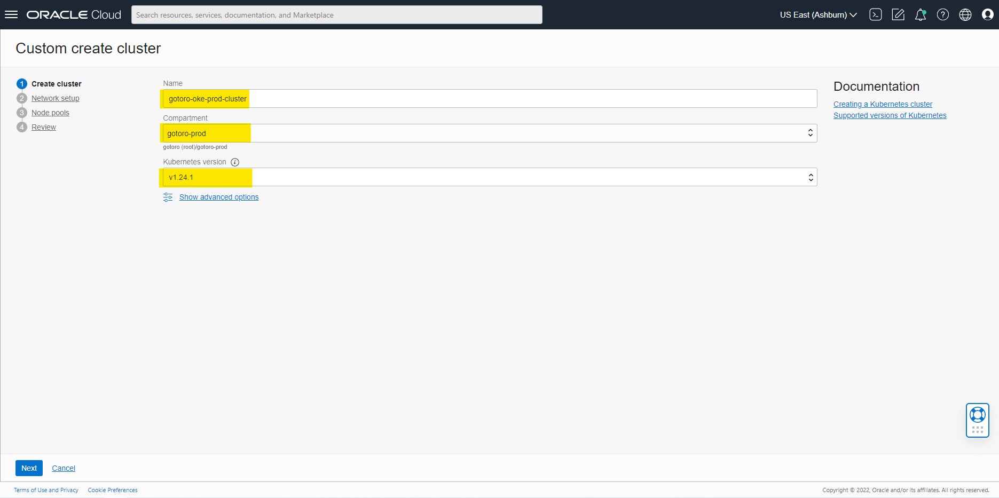 ORACLE Cloud
Search resources, services, documentation, and Marketplace
US East (Ashburn)
Custom create cluster
1 Create cluster
2 Network setup
3 Node pools
4 Review
Name
gotoro-oke-prod-cluster
Compartment
gotoro-prod
gotoro (root)/gotoro-prod
Kubernetes version
v1.24.1
Show advanced options
Documentation
Creating a Kubernetes cluster
Supported versions of Kubernetes
Next Cancel
Terms of Use and Privacy Cookie Preferences
Copyright © 2022, Oracle and/or its affiliates. All rights reserved.